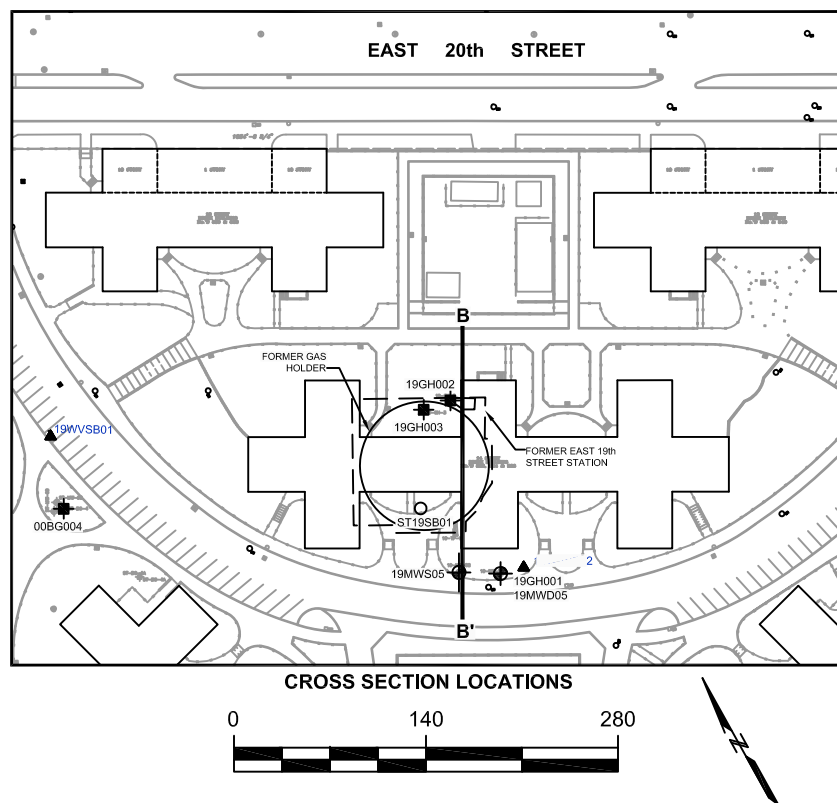 EAST 20th STREET
B
FORMER GAS
HOLDER
19GH002
19GH003
19WVSB01
FORMER EAST 19th
STREET STATION
00BG004
ST19SB01
19MWS05
2
19GH001
19MWD05
B'
CROSS SECTION LOCATIONS
0 140 280
N